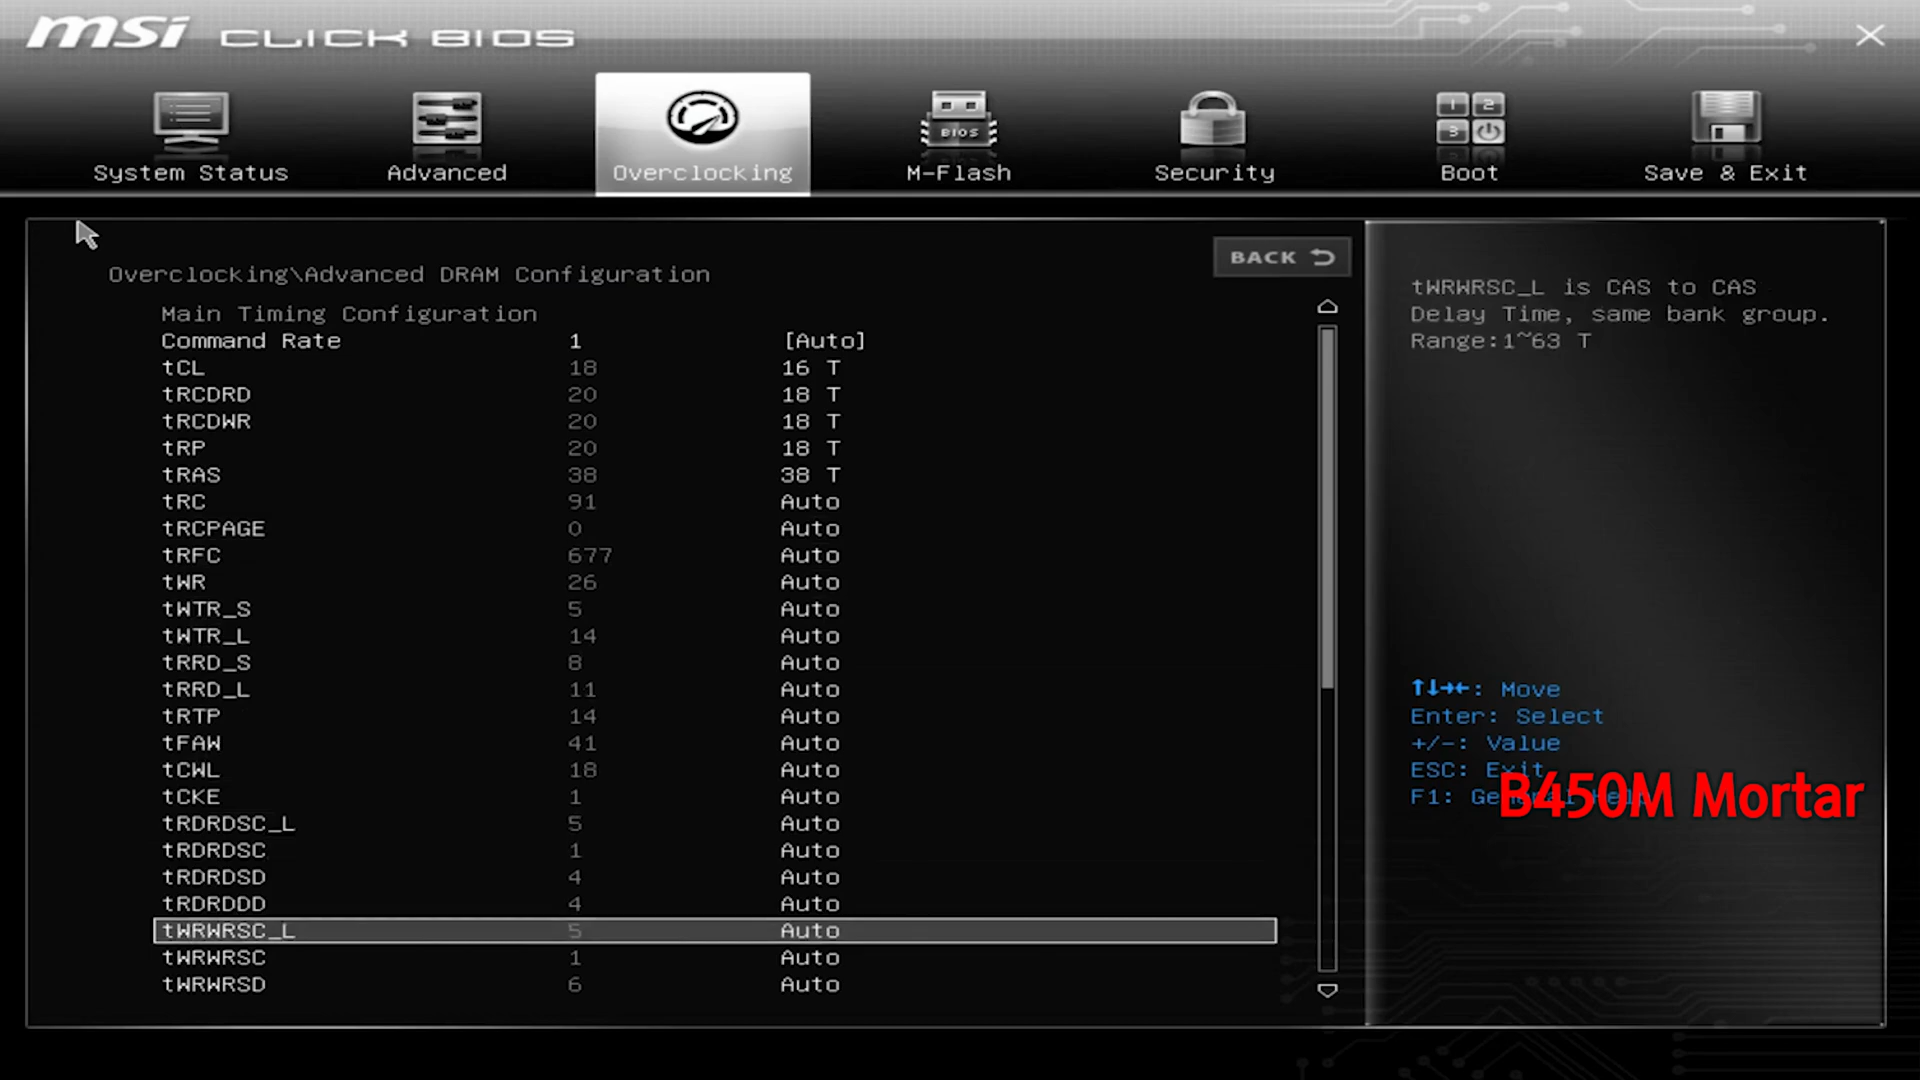 msi CLICK BIOS
System Status
Advanced
Overclocking
BIOS
M-Flash
Security
1 2
3
Boot
Save & Exit
BACK
Overclocking\Advanced DRAM Configuration
Main Timing Configuration
Command Rate 1 [Auto]
tCL 18 16 T
tRCDRD 20 18 T
tRCDWR 20 18 T
tRP 20 18 T
tRAS 38 38 T
tRC 91 Auto
tRCPAGE 0 Auto
tRFC 677 Auto
tWR 26 Auto
tWTR_S 5 Auto
tWTR_L 14 Auto
tRRD_S 8 Auto
tRRD_L 11 Auto
tRTP 14 Auto
tFAW 41 Auto
tCWL 18 Auto
tCKE 1 Auto
tRDRDSC_L 5 Auto
tRDRDSC 1 Auto
tRDRDSD 4 Auto
tRDRDDD 4 Auto
tWRWRSC_L 5 Auto
tWRWRSC 1 Auto
tWRWRSD 6 Auto
tWRWRSC_L is CAS to CAS
Delay Time, same bank group.
Range:1~63 T
↑↓→←: Move
Enter: Select
+/-: Value
ESC: Exit
F1: General Help
B450M Mortar